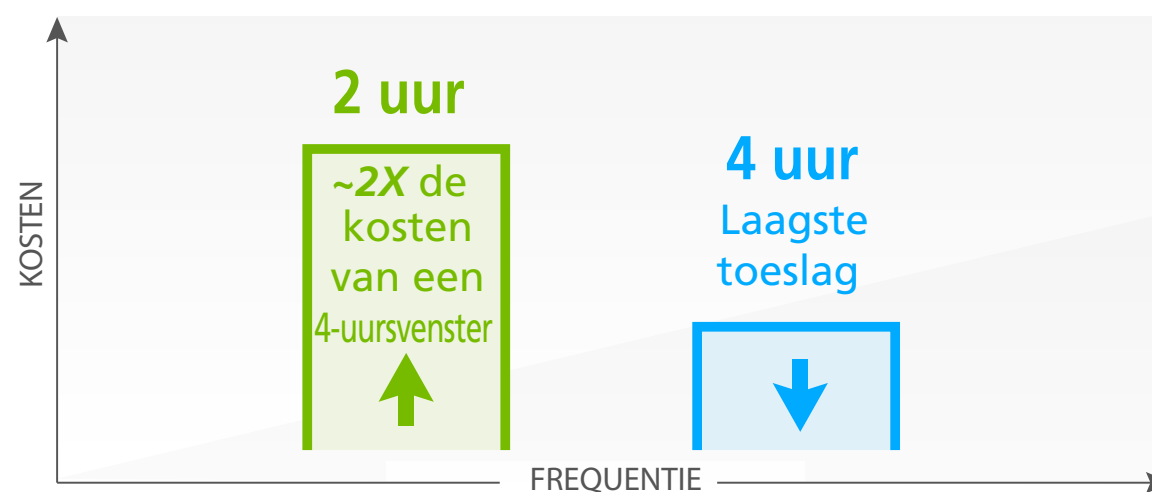 2 uur
~2X de
kosten
van een
4-uursvenster
4 uur
Laagste
toeslag
KOSTEN
FREQUENTIE